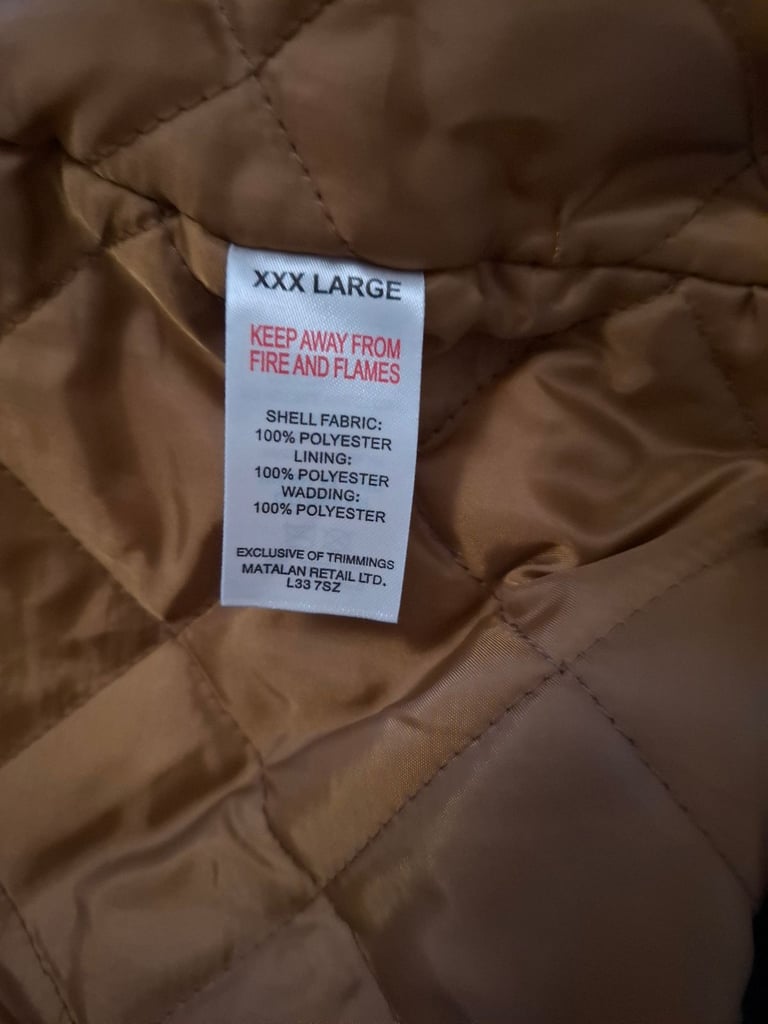 XXX LARGE
KEEP AWAY FROM
FIRE AND FLAMES
SHELL FABRIC:
100% POLYESTER
LINING:
100% POLYESTER
WADDING:
100% POLYESTER
EXCLUSIVE OF TRIMMINGS
MATALAN RETAIL LTD.
L33 7SZ